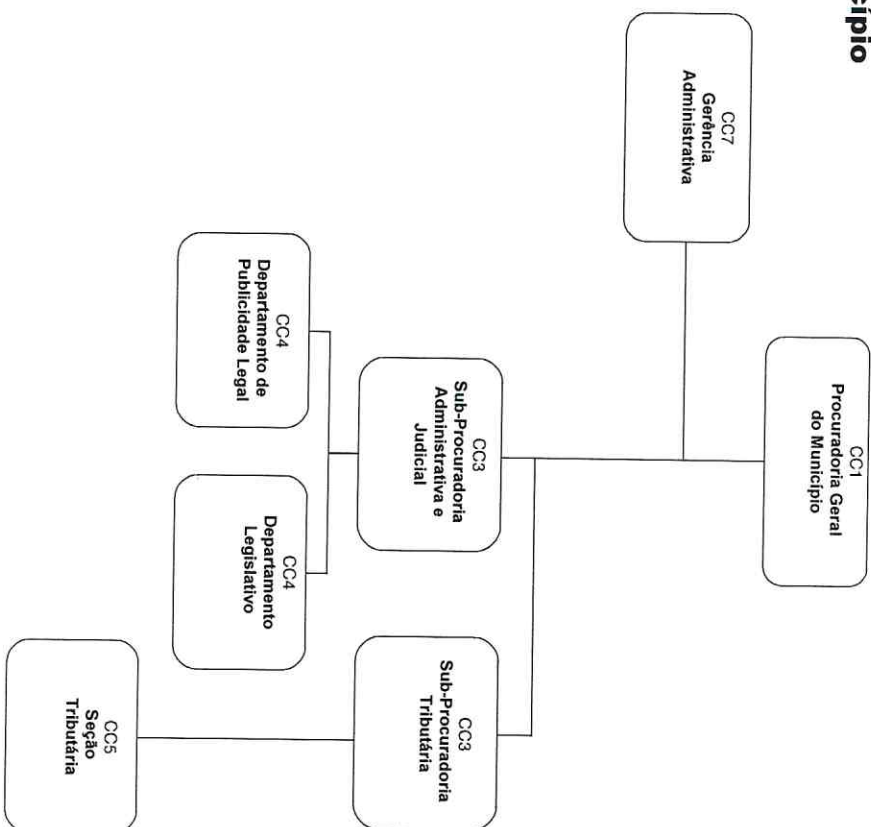 cípio
CC1
Procuradoria Geral
do Município
CC7
Gerência
Administrativa
CC3
Sub-Procuradoria
Administrativa e
Judicial
CC3
Sub-Procuradoria
Tributária
CC4
Departamento de
Publicidade Legal
CC4
Departamento
Legislativo
CC5
Seção
Tributária